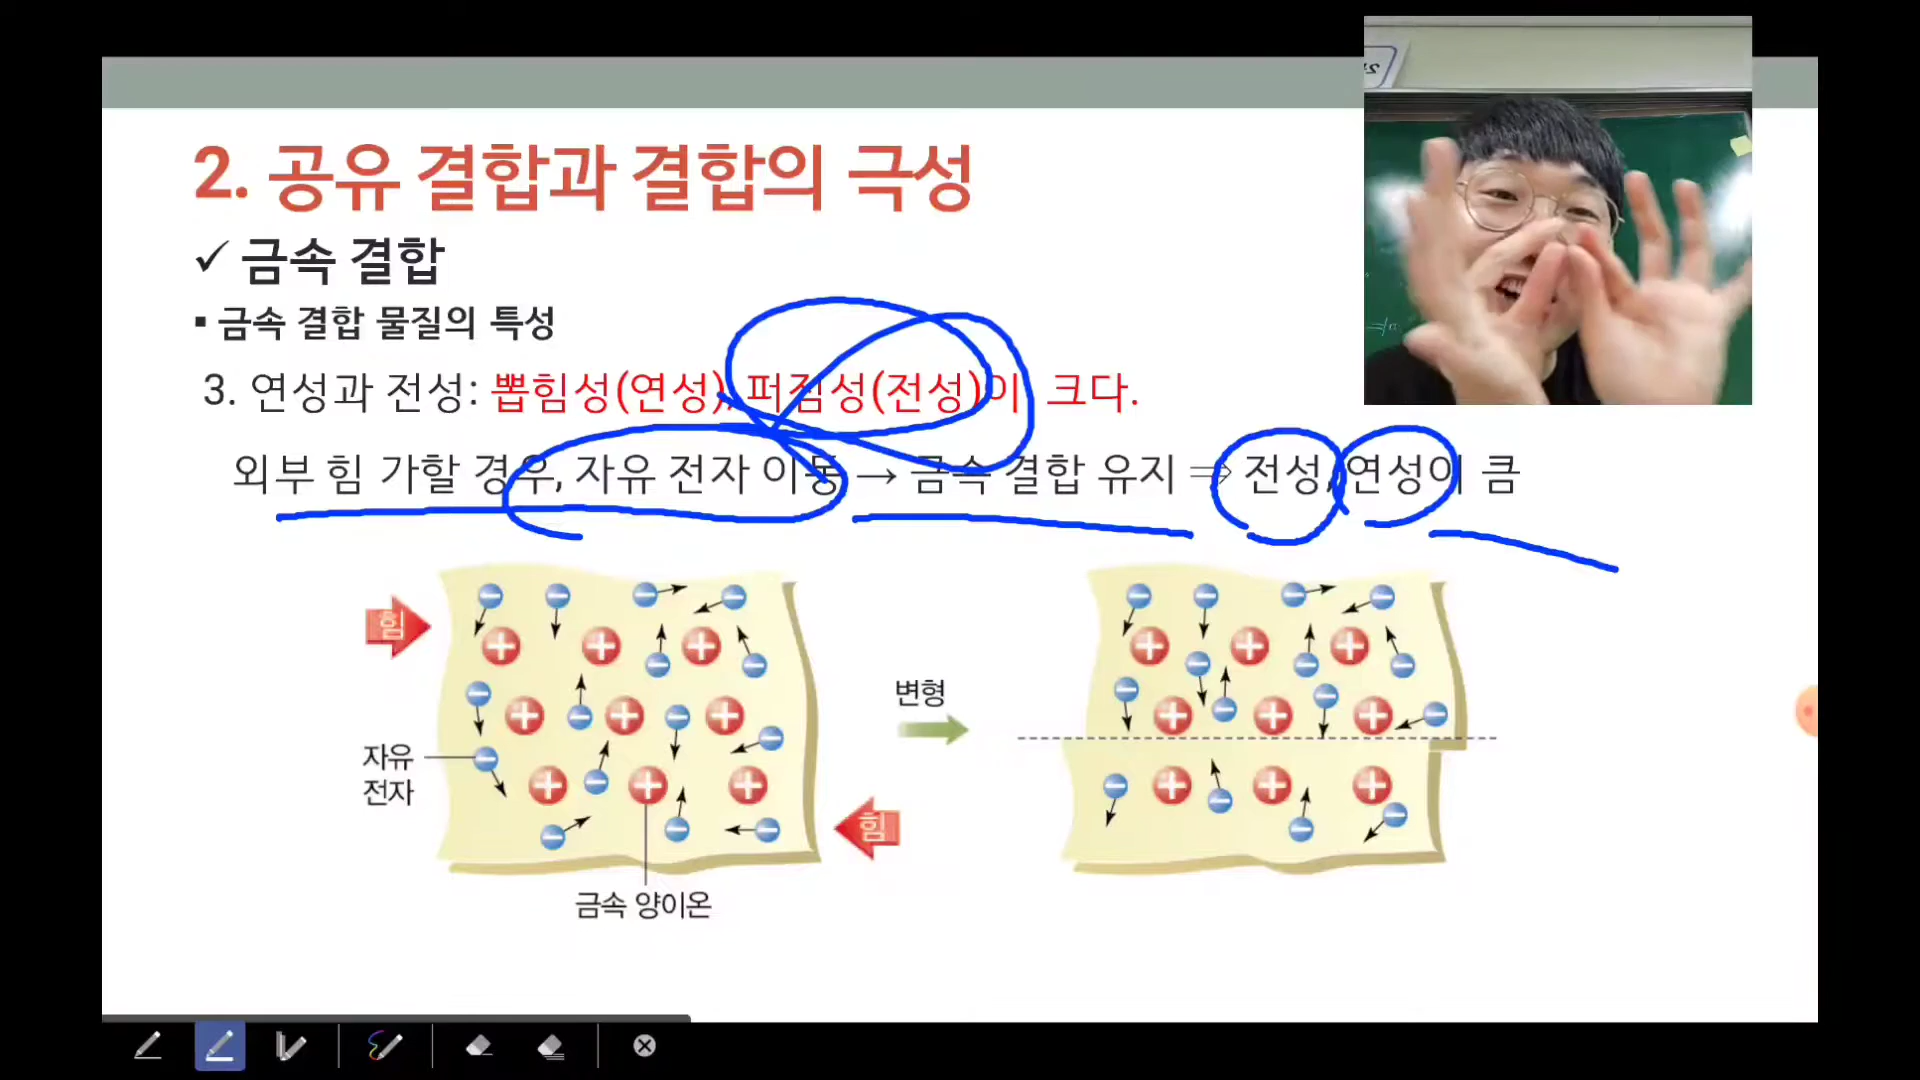 2. 공유 결합과 결합의 극성
✓ 금속 결합
▪ 금속 결합 물질의 특성
3. 연성과 전성: 뽑힘성(연성), 퍼짐성(전성)이 크다.
외부 힘 가할 경우, 자유 전자 이동 → 금속 결합 유지 ⇒ 전성, 연성이 큼
힘
변형
자유
전자
힘
금속 양이온